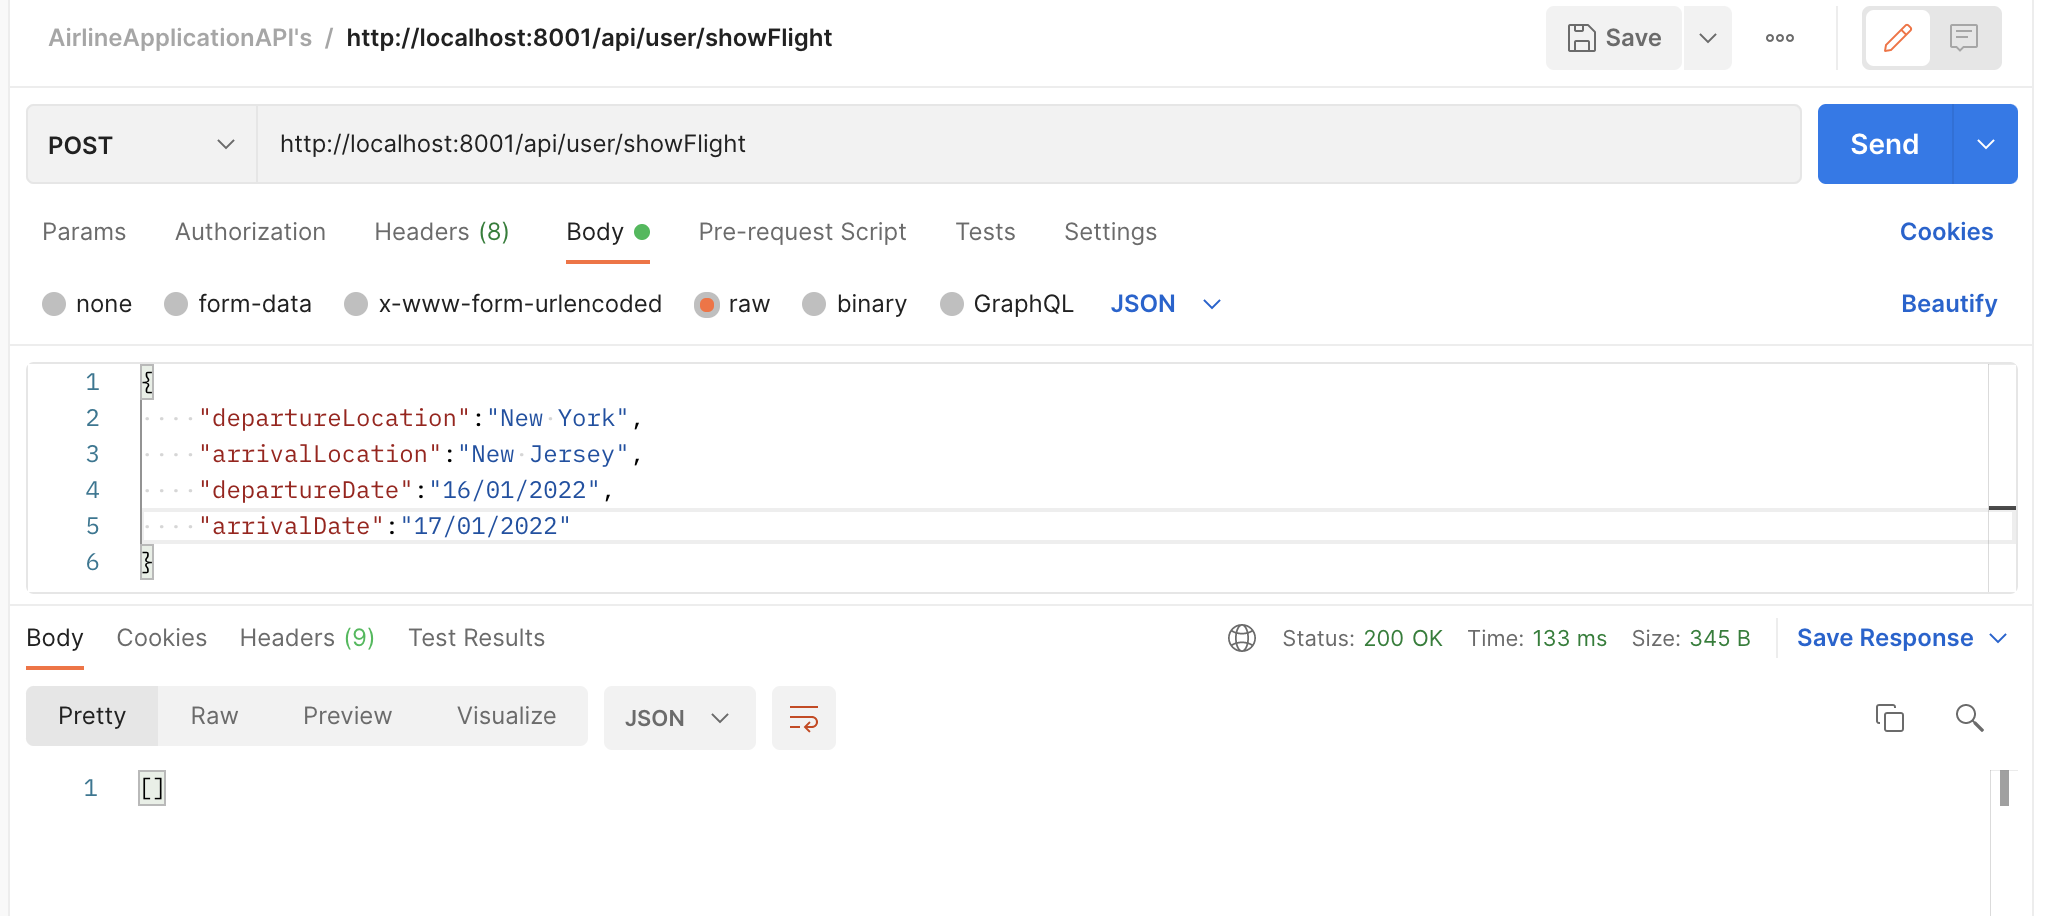 AirlineApplicationAPI's / http://localhost:8001/api/user/showFlight Save
POST http://localhost:8001/api/user/showFlight Send
Params Authorization Headers (8) Body Pre-request Script Tests Settings Cookies
none form-data x-www-form-urlencoded raw binary GraphQL JSON Beautify
1 {
2 "departureLocation":"New York",
3 "arrivalLocation":"New Jersey",
4 "departureDate":"16/01/2022",
5 "arrivalDate":"17/01/2022"
6 }
Body Cookies Headers (9) Test Results Status: 200 OK Time: 133 ms Size: 345 B Save Response
Pretty Raw Preview Visualize JSON
1 []